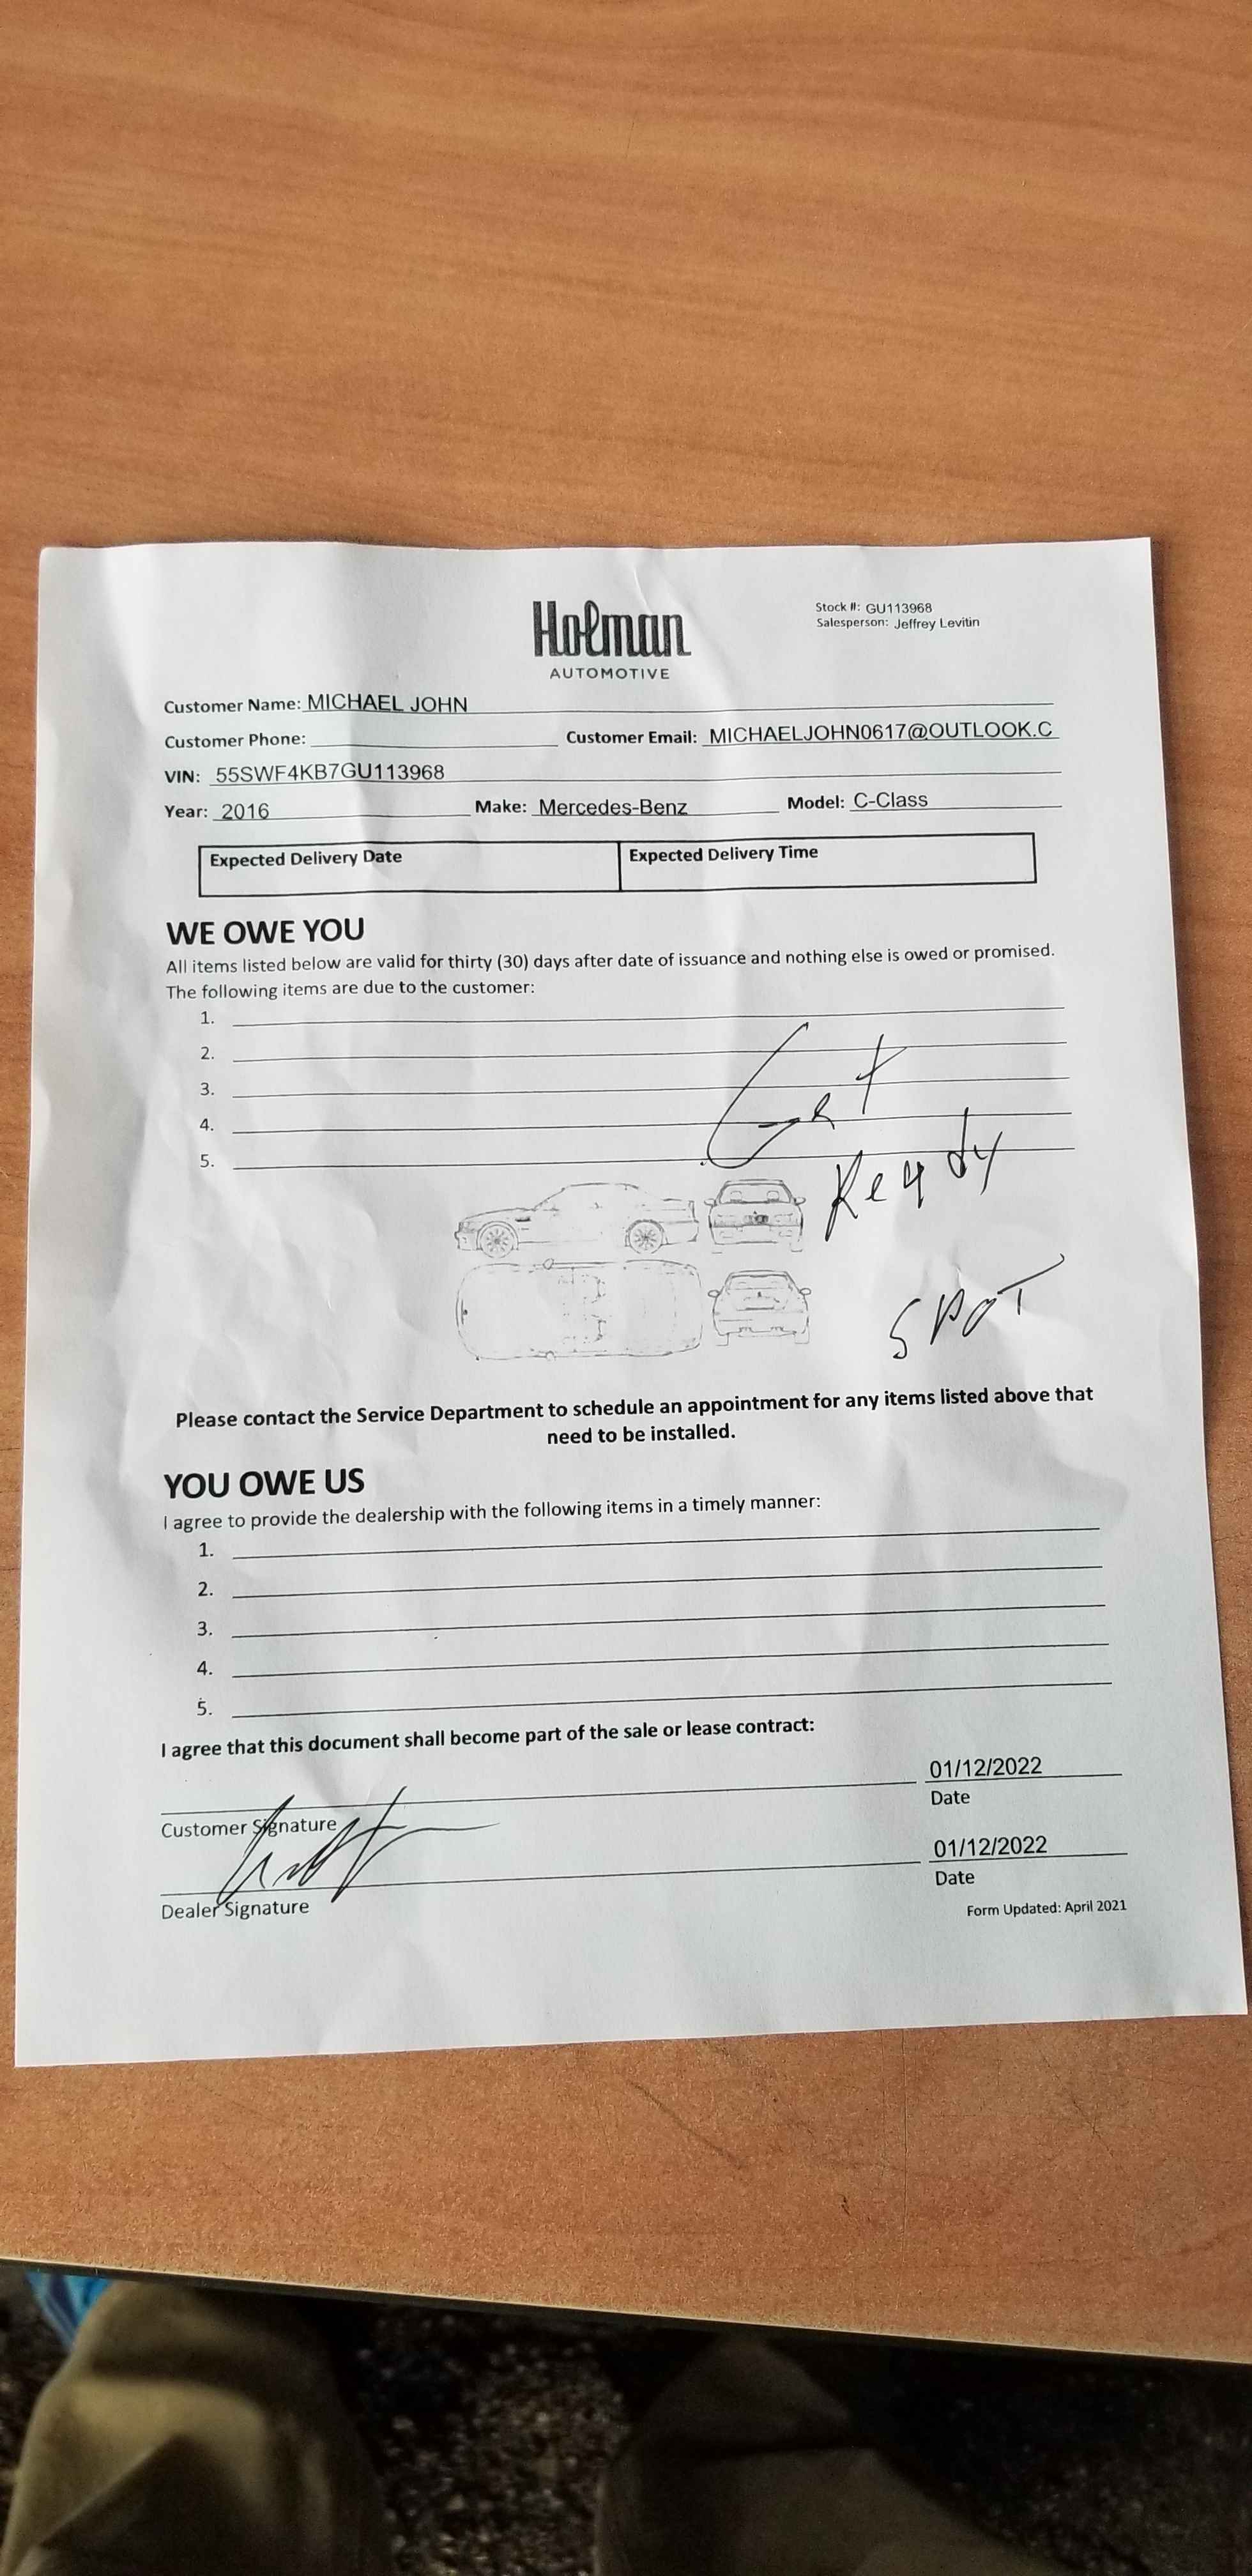 Holman
AUTOMOTIVE
Stock #: GU113968
Salesperson: Jeffrey Levitin
Customer Name: MICHAEL JOHN
Customer Phone: Customer Email: MICHAELJOHN0617@OUTLOOK.C
VIN: 55SWF4KB7GU113968
Year: 2016 Make: Mercedes-Benz Model: C-Class
Expected Delivery Date Expected Delivery Time
WE OWE YOU
All items listed below are valid for thirty (30) days after date of issuance and nothing else is owed or promised.
The following items are due to the customer:
1.
2.
3.
4.
5.
Get
Ready
SPOT
Please contact the Service Department to schedule an appointment for any items listed above that
need to be installed.
YOU OWE US
I agree to provide the dealership with the following items in a timely manner:
1.
2.
3.
4.
5.
I agree that this document shall become part of the sale or lease contract:
01/12/2022
Customer Signature Date
01/12/2022
Dealer Signature Date
Form Updated: April 2021